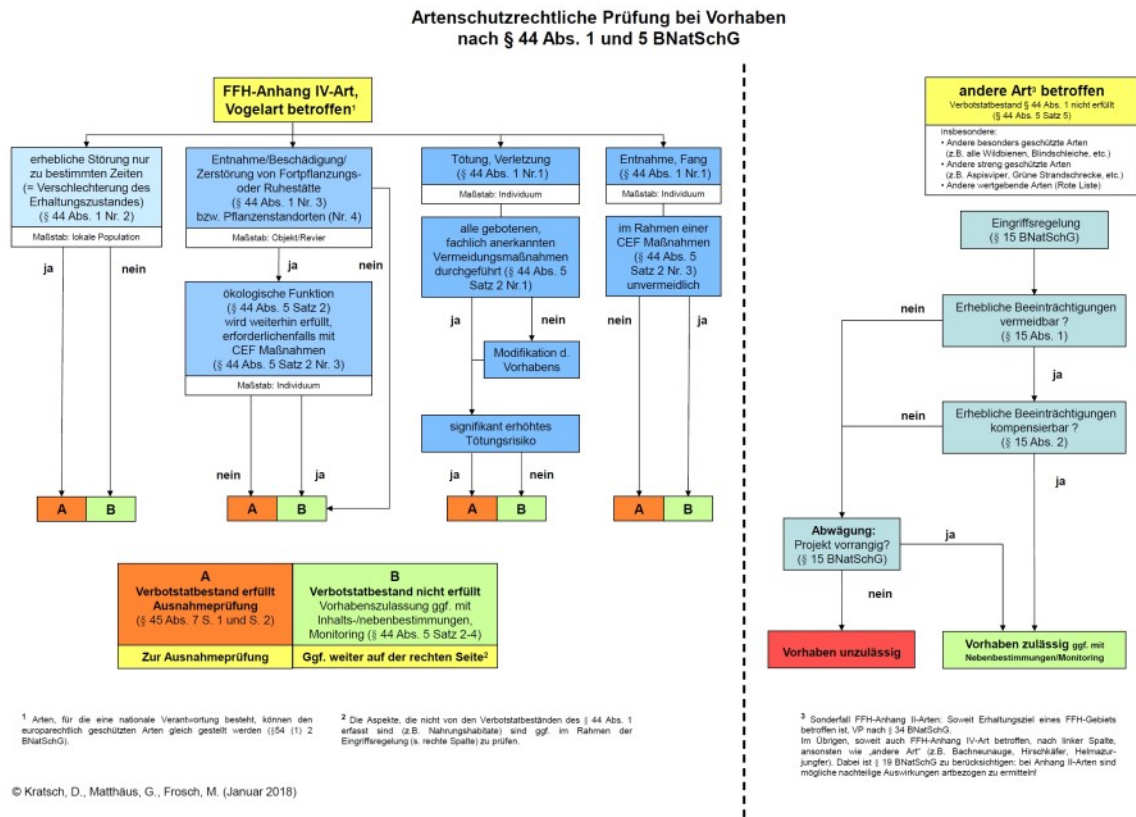 Artenschutzrechtliche Prüfung bei Vorhaben
nach § 44 Abs. 1 und 5 BNatSchG
FFH-Anhang IV-Art,
Vogelart betroffen¹
erhebliche Störung nur
zu bestimmten Zeiten
(= Verschlechterung des
Erhaltungszustandes)
(§ 44 Abs. 1 Nr. 2)
Maßstab: lokale Population
ja
nein
Entnahme/Beschädigung/
Zerstörung von Fortpflanzungs-
oder Ruhestätte
(§ 44 Abs. 1 Nr. 3)
bzw. Pflanzenstandorten (Nr. 4)
Maßstab: Objekt/Revier
ja
nein
ökologische Funktion
(§ 44 Abs. 5 Satz 2)
wird weiterhin erfüllt,
erforderlichenfalls mit
CEF Maßnahmen
(§ 44 Abs. 5 Satz 2 Nr. 3)
Maßstab: Individuum
nein
ja
Tötung, Verletzung
(§ 44 Abs. 1 Nr.1)
Maßstab: Individuum
alle gebotenen,
fachlich anerkannten
Vermeidungsmaßnahmen
durchgeführt (§ 44 Abs. 5
Satz 2 Nr.1)
ja
nein
Modifikation d.
Vorhabens
signifikant erhöhtes
Tötungsrisiko
ja
nein
Entnahme, Fang
(§ 44 Abs. 1 Nr.1)
Maßstab: Individuum
im Rahmen einer
CEF Maßnahmen
(§ 44 Abs. 5
Satz 2 Nr. 3)
unvermeidlich
nein
ja
A B
A B
A B
A B
A
Verbotstatbestand erfüllt
Ausnahmeprüfung
(§ 45 Abs. 7 S. 1 und S. 2)
Zur Ausnahmeprüfung
B
Verbotstatbestand nicht erfüllt
Vorhabenszulassung ggf. mit
Inhalts-/nebenbestimmungen,
Monitoring (§ 44 Abs. 5 Satz 2-4)
Ggf. weiter auf der rechten Seite²
¹ Arten, für die eine nationale Verantwortung besteht, können den
europarechtlich geschützten Arten gleich gestellt werden (§54 (1) 2
BNatSchG).
² Die Aspekte, die nicht von den Verbotstatbeständen des § 44 Abs. 1
erfasst sind (z.B. Nahrungshabitate) sind ggf. im Rahmen der
Eingriffsregelung (s. rechte Spalte) zu prüfen.
© Kratsch, D., Matthäus, G., Frosch, M. (Januar 2018)
andere Art³ betroffen
Verbotstatbestand § 44 Abs. 1 nicht erfüllt
(§ 44 Abs. 5 Satz 5)
Insbesondere:
• Andere besonders geschützte Arten
(z.B. alle Wildbienen, Blindschleiche, etc.)
• Andere streng geschützte Arten
(z.B. Aspisviper, Grüne Strandschrecke, etc.)
• Andere wertgebende Arten (Rote Liste)
Eingriffsregelung
(§ 15 BNatSchG)
Erhebliche Beeinträchtigungen
vermeidbar ?
(§ 15 Abs. 1)
nein
ja
Erhebliche Beeinträchtigungen
kompensierbar ?
(§ 15 Abs. 2)
nein
ja
Abwägung:
Projekt vorrangig?
(§ 15 BNatSchG)
ja
nein
Vorhaben unzulässig
Vorhaben zulässig ggf. mit
Nebenbestimmungen/Monitoring
³ Sonderfall FFH-Anhang II-Arten: Soweit Erhaltungsziel eines FFH-Gebiets
betroffen ist, VP nach § 34 BNatSchG.
Im Übrigen, soweit auch FFH-Anhang IV-Art betroffen, nach linker Spalte,
ansonsten wie „andere Art“ (z.B. Bachneunauge, Hirschkäfer, Helmazur-
jungfer). Dabei ist § 19 BNatSchG zu berücksichtigen: bei Anhang II-Arten sind
mögliche nachteilige Auswirkungen artbezogen zu ermitteln!